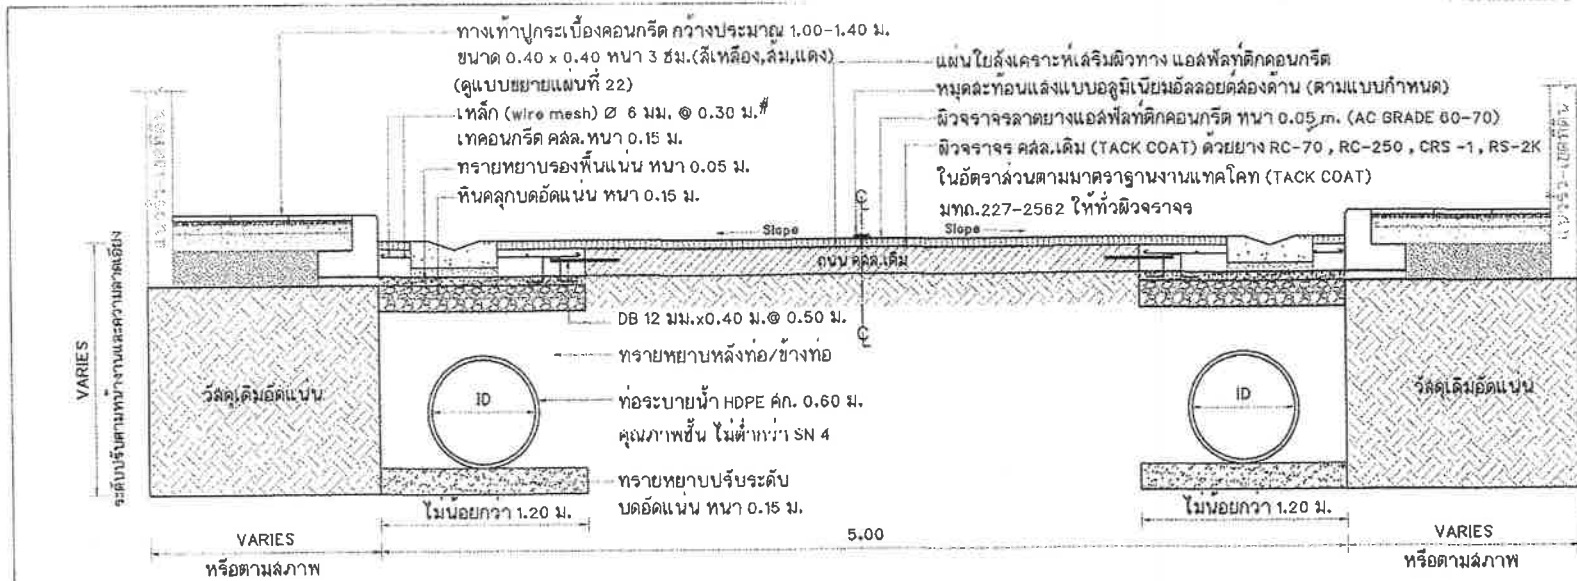 ทางเท้าปูกระเบื้องคอนกรีต กว้างประมาณ 1.00-1.40 ม.
ขนาด 0.40 x 0.40 หนา 3 ซม.(สีเหลือง,ส้ม,แดง)
(ดูแบบขยายแผ่นที่ 22)
เหล็ก (wire mesh) Ø 6 มม. @ 0.30 ม.#
เทคอนกรีต คสล.หนา 0.15 ม.
ทรายหยาบรองพื้นแน่น หนา 0.05 ม.
หินคลุกบดอัดแน่น หนา 0.15 ม.
แผ่นใยสังเคราะห์เสริมผิวทาง แอสฟัลท์ติกคอนกรีต
หมุดสะท้อนแสงแบบอลูมิเนียมอัลลอยด์สองด้าน (ตามแบบกำหนด)
ผิวจราจรลาดยางแอสฟัลท์ติกคอนกรีต หนา 0.05 m. (AC GRADE 60-70)
ผิวจราจร คสล.เดิม (TACK COAT) ด้วยยาง RC-70 , RC-250 , CRS -1 , RS-2K
ในอัตราส่วนตามมาตราฐานงานแทคโคท (TACK COAT)
มทถ.227-2562 ให้ทั่วผิวจราจร
แนวรั้ว-เขตที่ดิน
แนวรั้ว-เขตที่ดิน
Slope
Slope
ถนน คสล.เดิม
DB 12 มม.x0.40 ม.@ 0.50 ม.
ทรายหยาบหลังท่อ/ข้างท่อ
ท่อระบายน้ำ HDPE ศก. 0.60 ม.
คุณภาพชั้น ไม่ต่ำกว่า SN 4
ทรายหยาบปรับระดับ
บดอัดแน่น หนา 0.15 ม.
ระดับปรับตามหน้างานและความลาดเอียง
VARIES
วัสดุเดิมอัดแน่น
ID
ID
วัสดุเดิมอัดแน่น
ไม่น้อยกว่า 1.20 ม.
ไม่น้อยกว่า 1.20 ม.
VARIES
หรือตามสภาพ
5.00
VARIES
หรือตามสภาพ